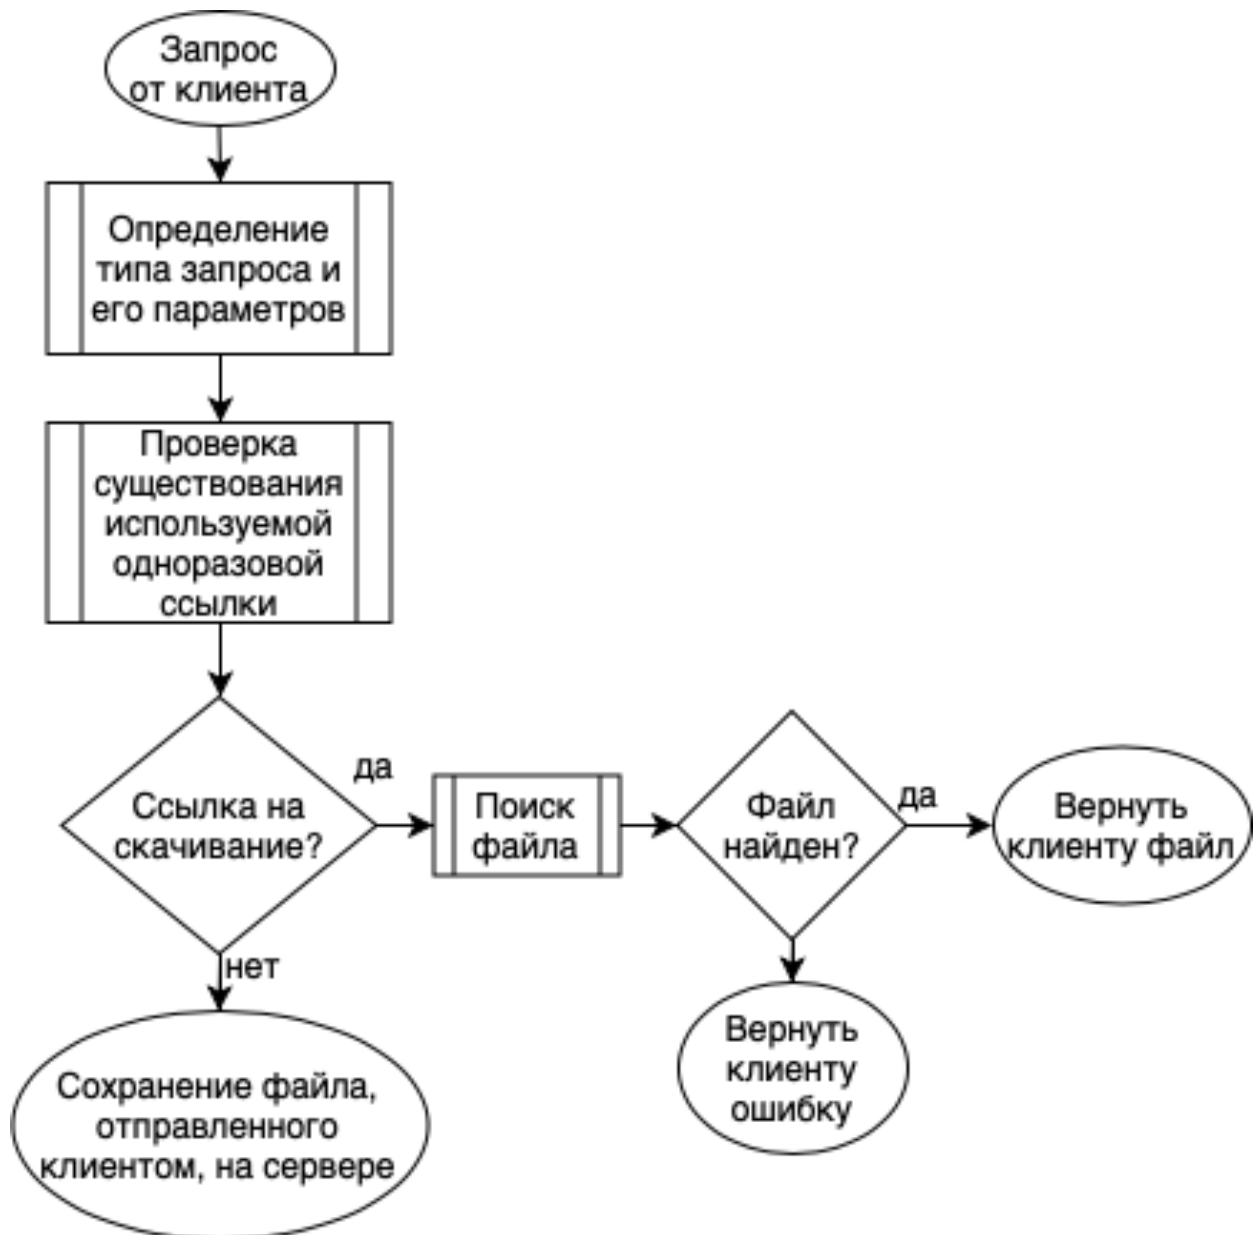 Запрос
от клиента
Определение
типа запроса и
его параметров
Проверка
существования
используемой
одноразовой
ссылки
Ссылка на
скачивание?
да
Поиск
файла
Файл
найден?
да
Вернуть
клиенту файл
нет
Сохранение файла,
отправленного
клиентом, на сервере
Вернуть
клиенту
ошибку